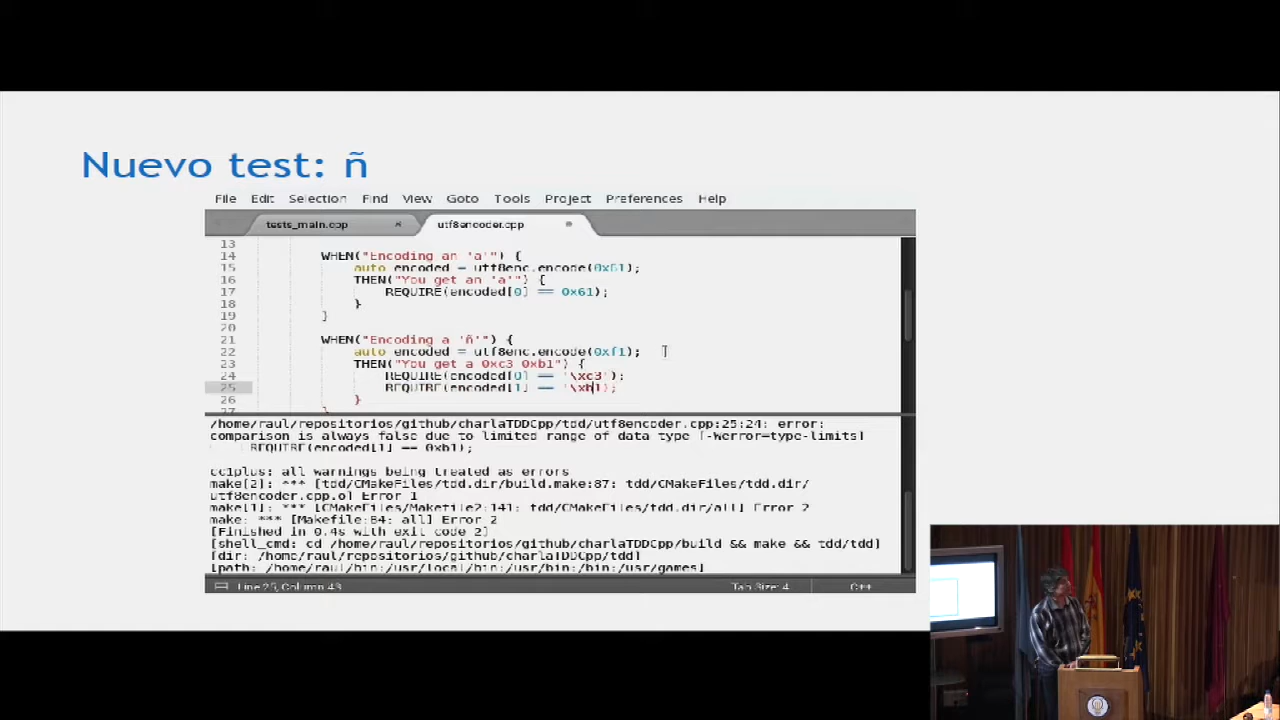 Nuevo test: ñ
File Edit Selection Find View Goto Tools Project Preferences Help
tests_main.cpp × utf8encoder.cpp
13
14 WHEN("Encoding an 'a'") {
15 auto encoded = utf8enc.encode(0x61);
16 THEN("You get an 'a'") {
17 REQUIRE(encoded[0] == 0x61);
18 }
19 }
20
21 WHEN("Encoding a 'ñ'") {
22 auto encoded = utf8enc.encode(0xf1);
23 THEN("You get a 0xc3 0xb1") {
24 REQUIRE(encoded[0] == '\xc3');
25 REQUIRE(encoded[1] == '\xb1);
26 }
27 }
/home/raul/repositorios/github/charlaTDDCpp/tdd/utf8encoder.cpp:25:24: error:
comparison is always false due to limited range of data type [-Werror=type-limits]
REQUIRE(encoded[1] == 0xb1);
cc1plus: all warnings being treated as errors
make[2]: *** [tdd/CMakeFiles/tdd.dir/build.make:87: tdd/CMakeFiles/tdd.dir/
utf8encoder.cpp.o] Error 1
make[1]: *** [CMakeFiles/Makefile2:141: tdd/CMakeFiles/tdd.dir/all] Error 2
make: *** [Makefile:84: all] Error 2
[Finished in 0.4s with exit code 2]
[shell_cmd: cd /home/raul/repositorios/github/charlaTDDCpp/build && make && tdd/tdd]
[dir: /home/raul/repositorios/github/charlaTDDCpp/tdd]
[path: /home/raul/bin:/usr/local/bin:/usr/bin:/bin:/usr/games]
Line 25, Column 43 Tab Size: 4 C++